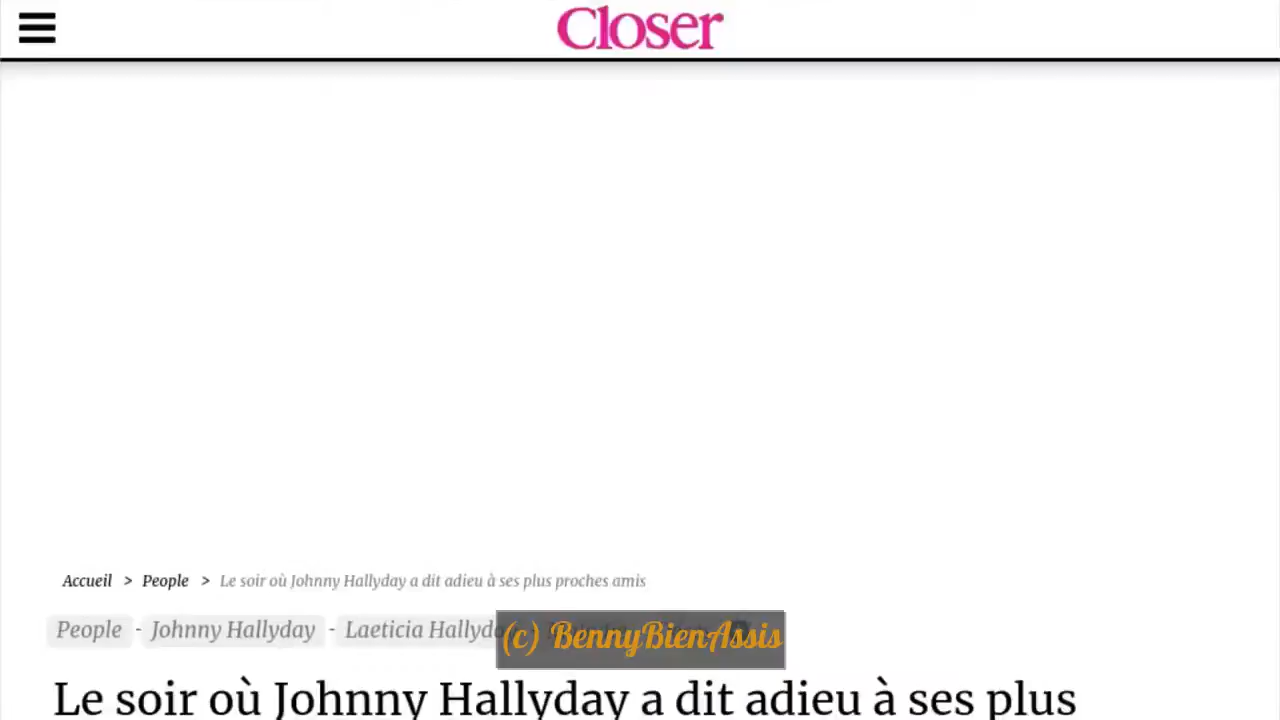 Closer
Accueil > People > Le soir où Johnny Hallyday a dit adieu à ses plus proches amis
People - Johnny Hallyday - Laeticia Hallyday
(c) BennyBienAssis
Le soir où Johnny Hallyday a dit adieu à ses plus